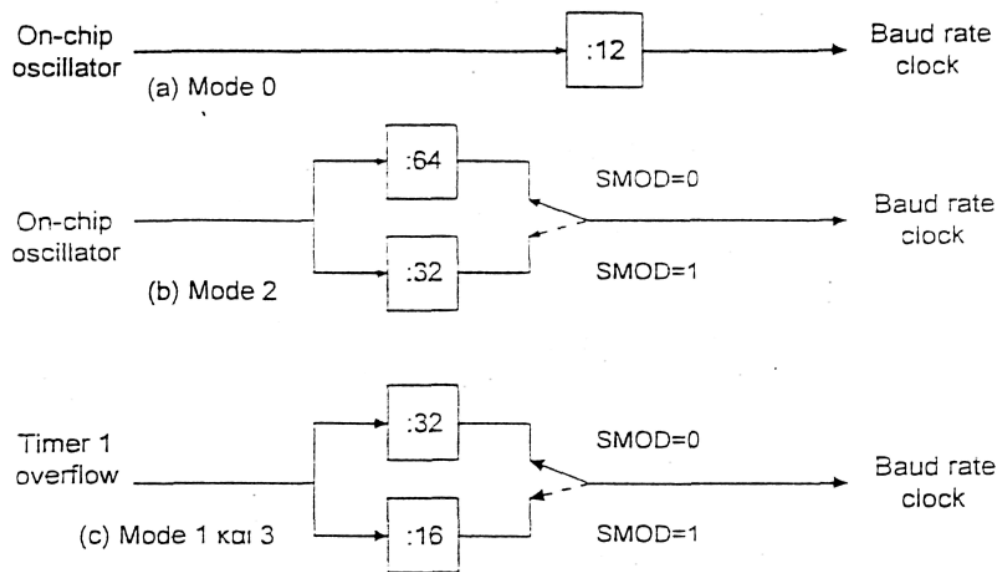 On-chip
oscillator
:12
Baud rate
clock
(a) Mode 0
:64
SMOD=0
On-chip
oscillator
Baud rate
clock
:32
SMOD=1
(b) Mode 2
:32
SMOD=0
Timer 1
overflow
Baud rate
clock
:16
SMOD=1
(c) Mode 1 και 3